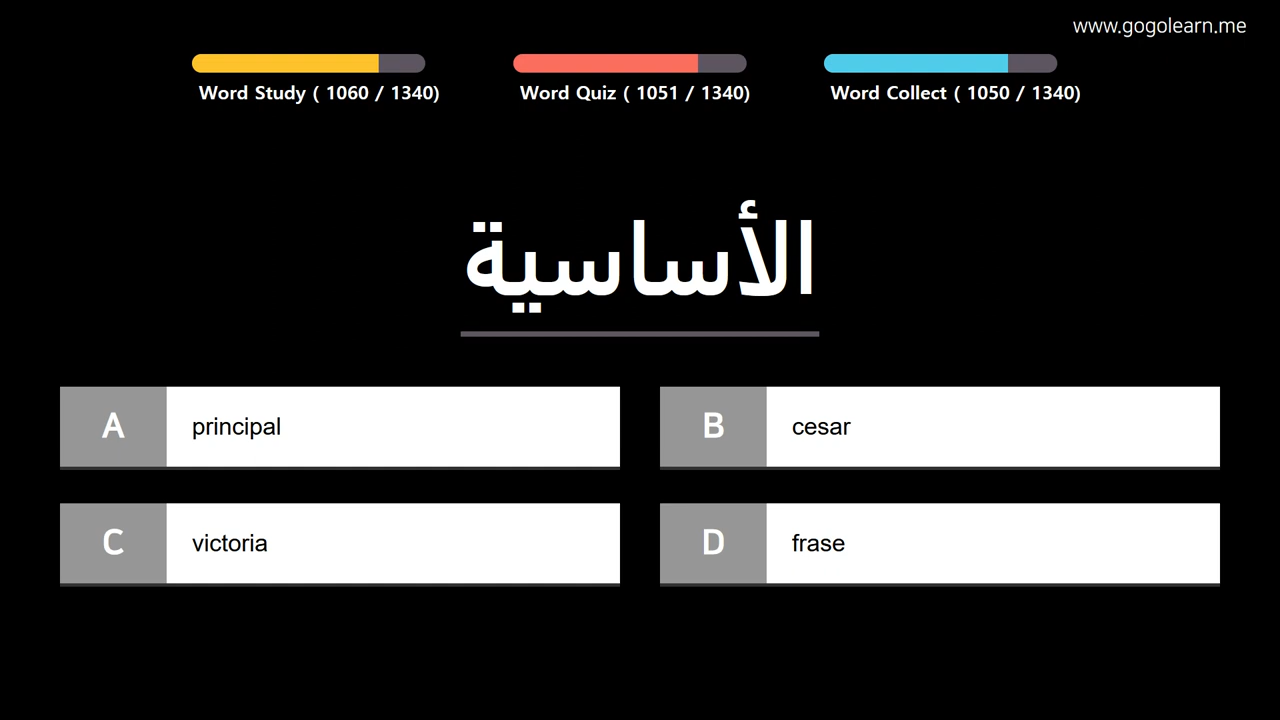 www.gogolearn.me
Word Study ( 1060 / 1340)
Word Quiz ( 1051 / 1340)
Word Collect ( 1050 / 1340)
الأساسية
A principal
B cesar
C victoria
D frase